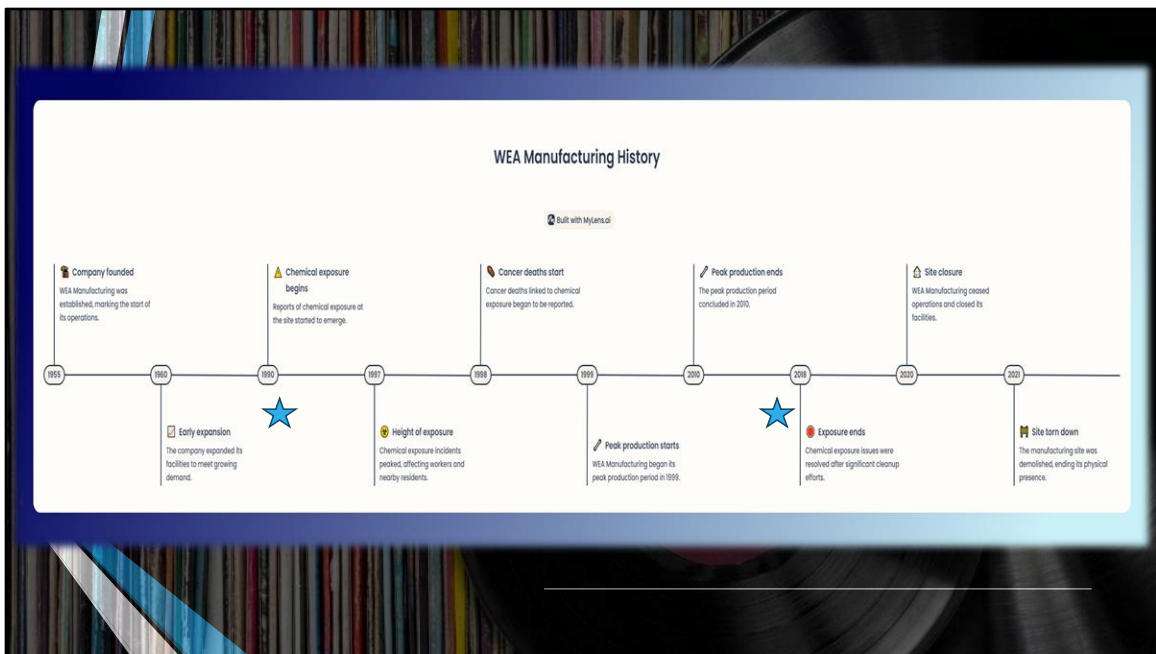 WEA Manufacturing History
Built with MyLens.ai
Company founded
WEA Manufacturing was
established, marking the start of
its operations.
Chemical exposure
begins
Reports of chemical exposure at
the site started to emerge.
Cancer deaths start
Cancer deaths linked to chemical
exposure began to be reported.
Peak production ends
The peak production period
concluded in 2010.
Site closure
WEA Manufacturing ceased
operations and closed its
facilities.
1955
1960
1990
1997
1998
1999
2010
2018
2020
2021
Early expansion
The company expanded its
facilities to meet growing
demand.
Height of exposure
Chemical exposure incidents
peaked, affecting workers and
nearby residents.
Peak production starts
WEA Manufacturing began its
peak production period in 1999.
Exposure ends
Chemical exposure issues were
resolved after significant cleanup
efforts.
Site torn down
The manufacturing site was
demolished, ending its physical
presence.